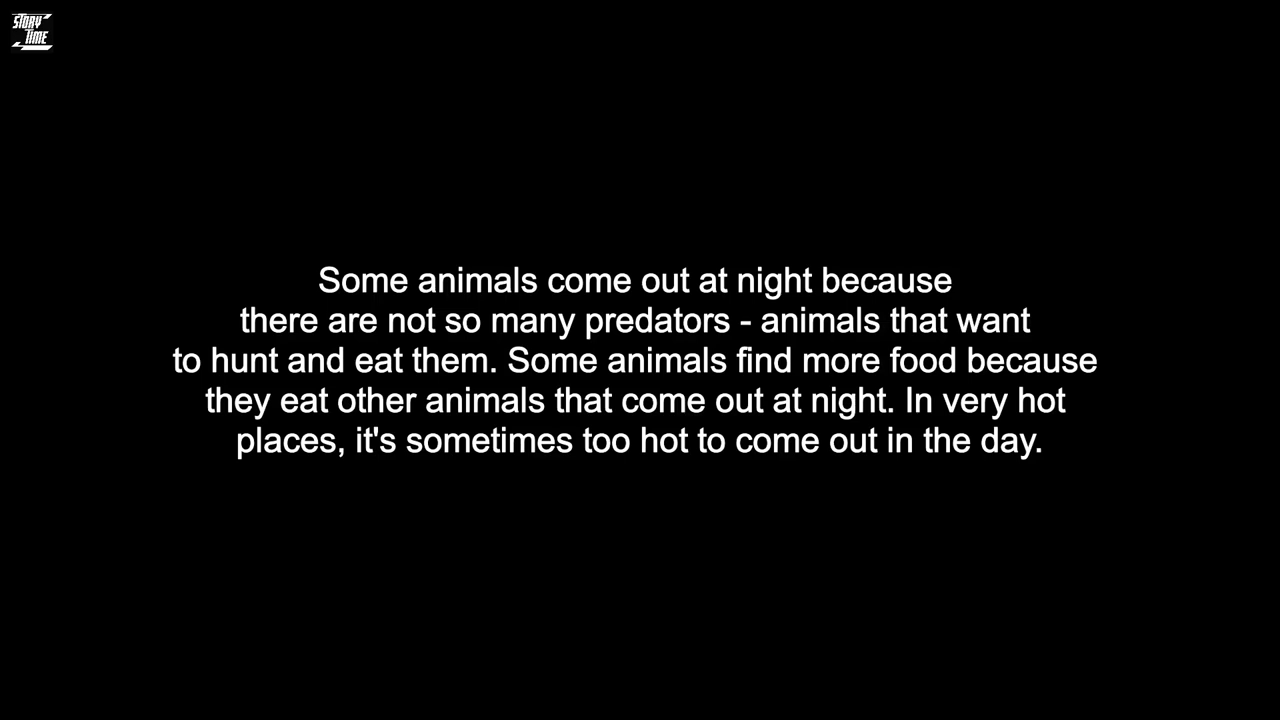 STORY
TIME
Some animals come out at night because
there are not so many predators - animals that want
to hunt and eat them. Some animals find more food because
they eat other animals that come out at night. In very hot
places, it's sometimes too hot to come out in the day.